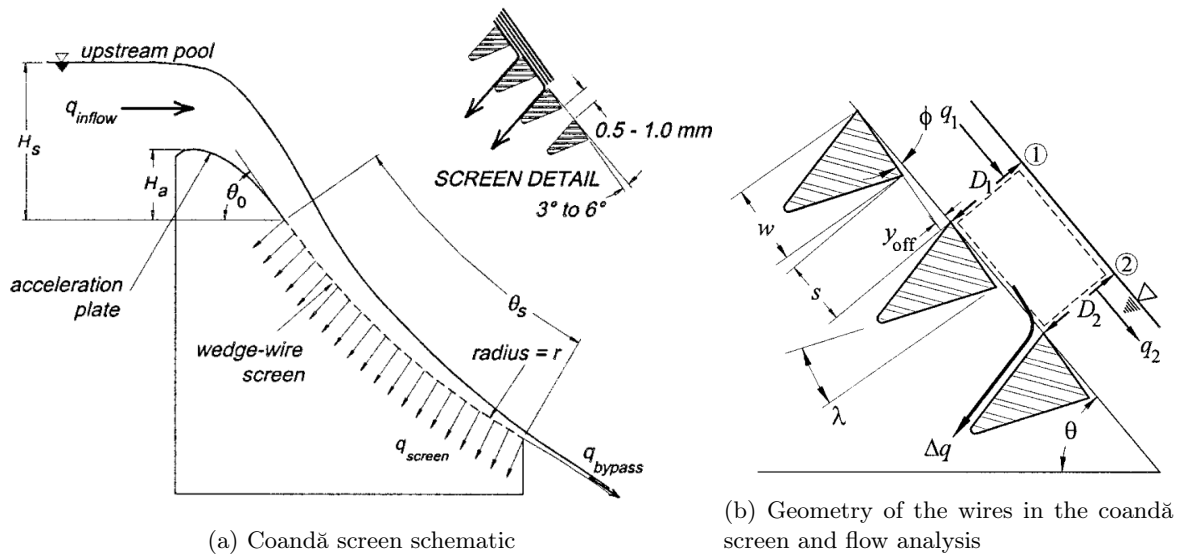 upstream pool
q_inflow
H_s
H_a
θ_0
acceleration
plate
wedge-wire
screen
q_screen
radius = r
θ_s
q_bypass
0.5 - 1.0 mm
SCREEN DETAIL
3° to 6°
(a) Coandă screen schematic
ϕ
q_1
①
D_1
w
y_off
②
s
D_2
q_2
λ
Δq
θ
(b) Geometry of the wires in the coandă
screen and flow analysis